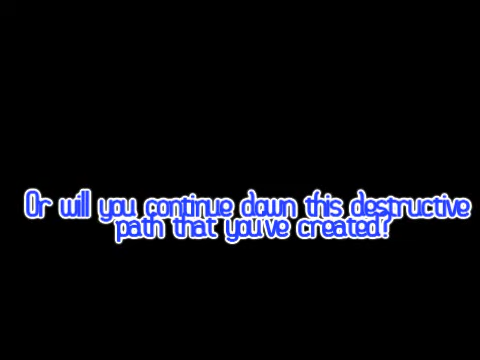 Or will you continue down this destructive
path that you've created?